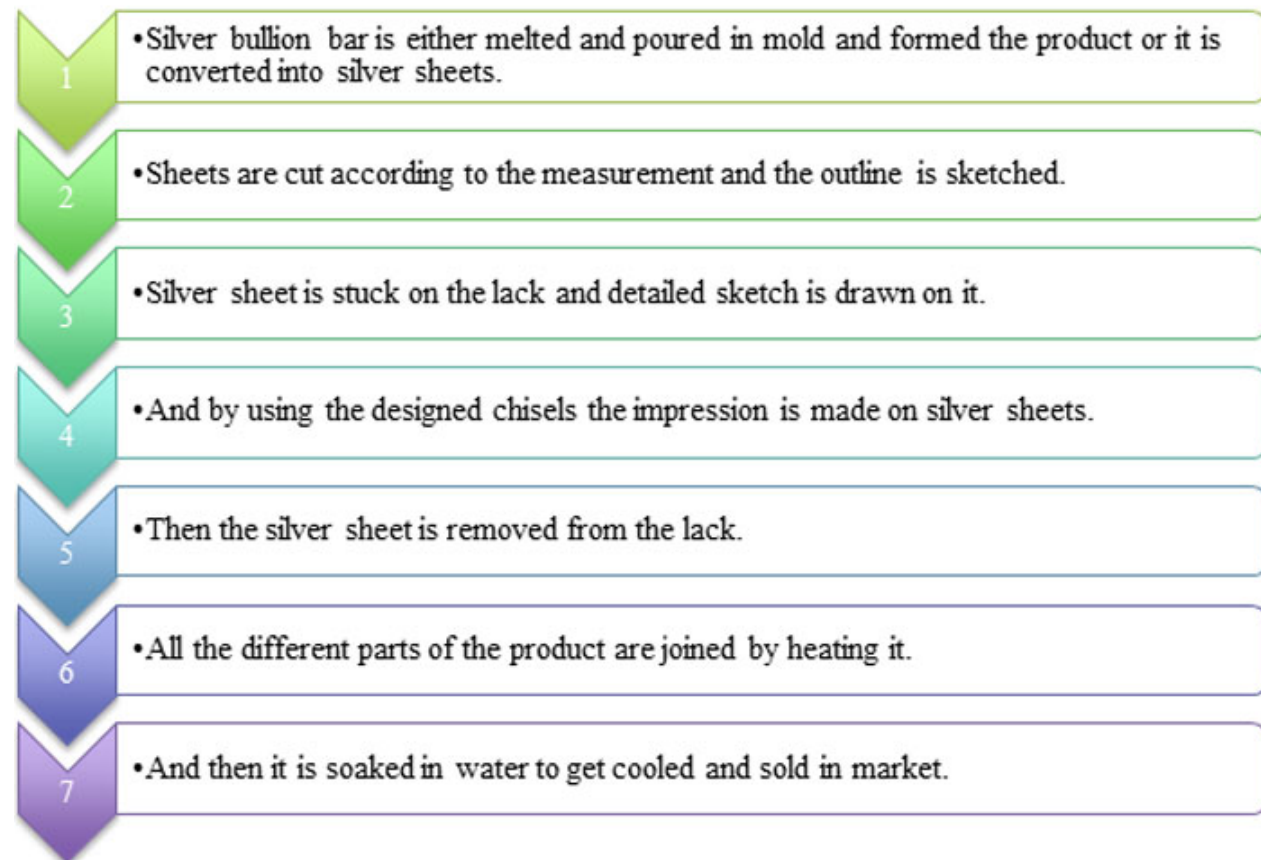 1
•Silver bullion bar is either melted and poured in mold and formed the product or it is
converted into silver sheets.
2
•Sheets are cut according to the measurement and the outline is sketched.
3
•Silver sheet is stuck on the lack and detailed sketch is drawn on it.
4
•And by using the designed chisels the impression is made on silver sheets.
5
•Then the silver sheet is removed from the lack.
6
•All the different parts of the product are joined by heating it.
7
•And then it is soaked in water to get cooled and sold in market.